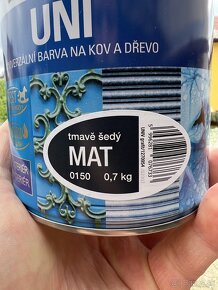 UNI
UNIVERZÁLNÍ BARVA NA KOV A DŘEVO
tmavě šedý
MAT
0150 0,7 kg